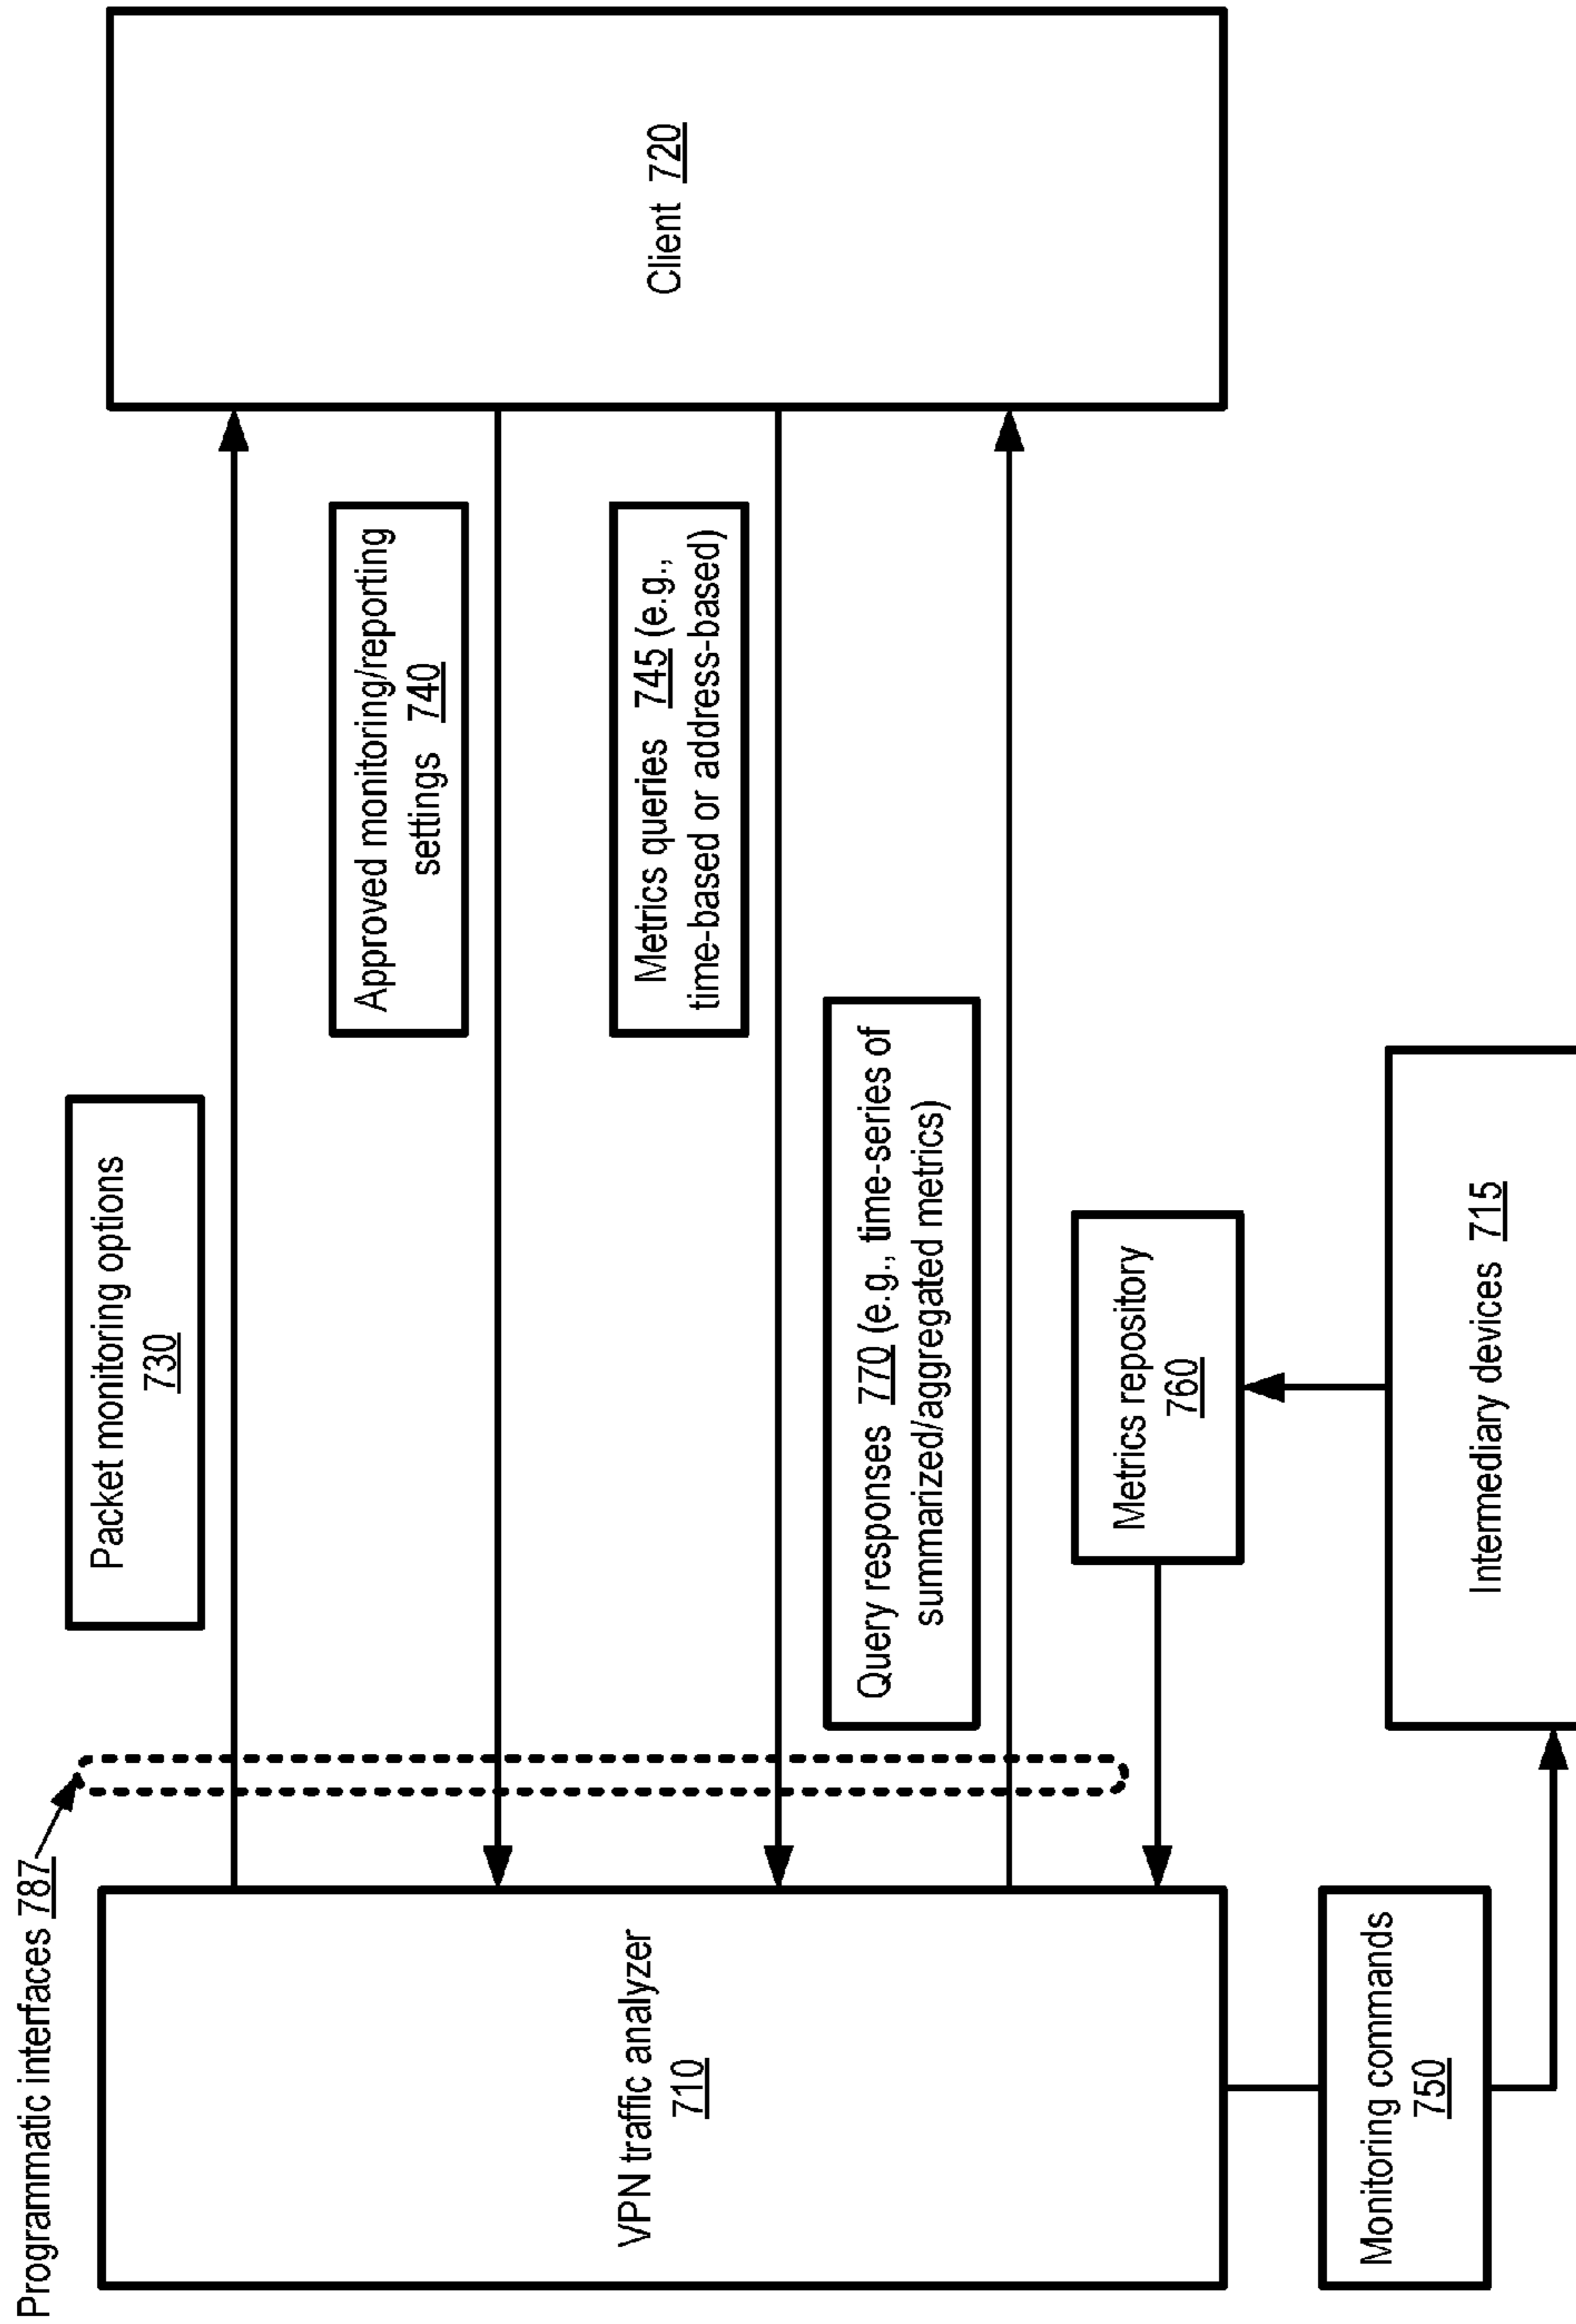 Programmatic interfaces 787
Packet monitoring options
730
Approved monitoring/reporting
settings 740
Metrics queries 745 (e.g.,
time-based or address-based)
Query responses 770 (e.g., time-series of
summarized/aggregated metrics)
VPN traffic analyzer
710
Client 720
Metrics repository
760
Monitoring commands
750
Intermediary devices 715